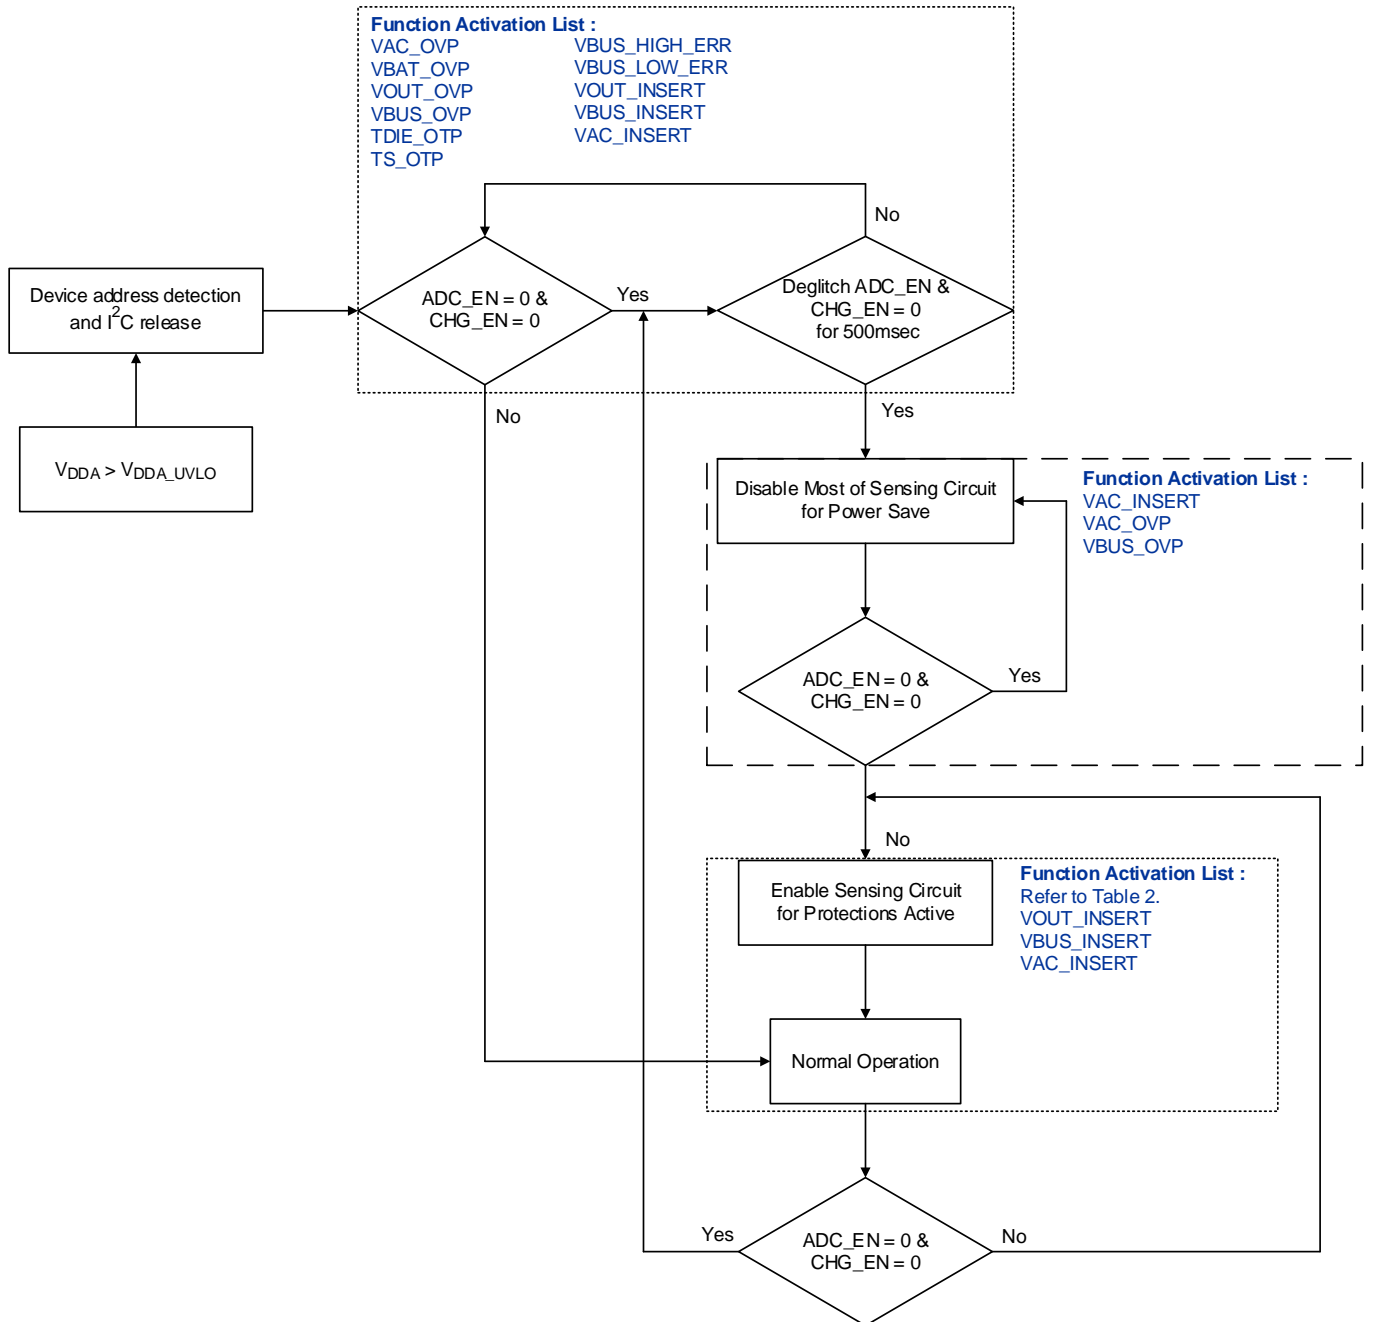 Function Activation List :
VAC_OVP
VBAT_OVP
VOUT_OVP
VBUS_OVP
TDIE_OTP
TS_OTP
VBUS_HIGH_ERR
VBUS_LOW_ERR
VOUT_INSERT
VBUS_INSERT
VAC_INSERT
No
Device address detection
and I2C release
ADC_EN = 0 &
CHG_EN = 0
Yes
Deglitch ADC_EN &
CHG_EN = 0
for 500msec
VDDA > VDDA_UVLO
No
Yes
Disable Most of Sensing Circuit
for Power Save
Function Activation List :
VAC_INSERT
VAC_OVP
VBUS_OVP
ADC_EN = 0 &
CHG_EN = 0
Yes
No
Enable Sensing Circuit
for Protections Active
Function Activation List :
Refer to Table 2.
VOUT_INSERT
VBUS_INSERT
VAC_INSERT
Normal Operation
Yes
ADC_EN = 0 &
CHG_EN = 0
No